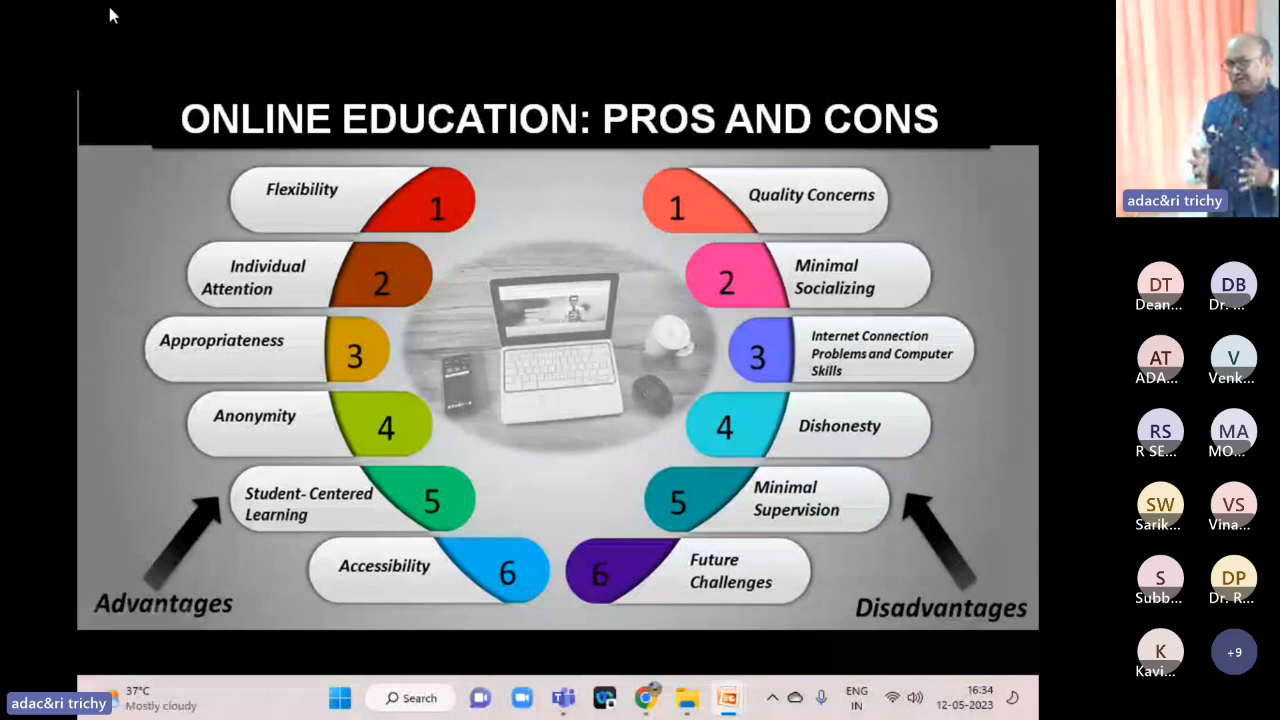 ONLINE EDUCATION: PROS AND CONS
Flexibility
1
Individual
Attention
2
Appropriateness
3
Anonymity
4
Student- Centered
Learning
5
Accessibility
6
Advantages
1
Quality Concerns
2
Minimal
Socializing
3
Internet Connection
Problems and Computer
Skills
4
Dishonesty
5
Minimal
Supervision
6
Future
Challenges
Disadvantages
adac&ri trichy
DT
Dean...
DB
Dr. ...
AT
ADA...
V
Venk...
RS
R SE...
MA
MO...
SW
Sarik...
VS
Vina...
S
Subb...
DP
Dr. R...
K
Kavi...
+9
adac&ri trichy
37°C
Mostly cloudy
Search
ENG
IN
16:34
12-05-2023